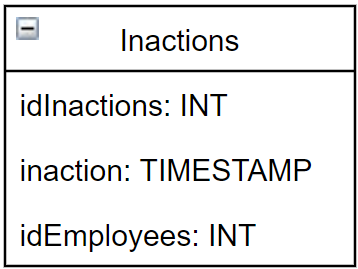 Inactions
idInactions: INT
inaction: TIMESTAMP
idEmployees: INT